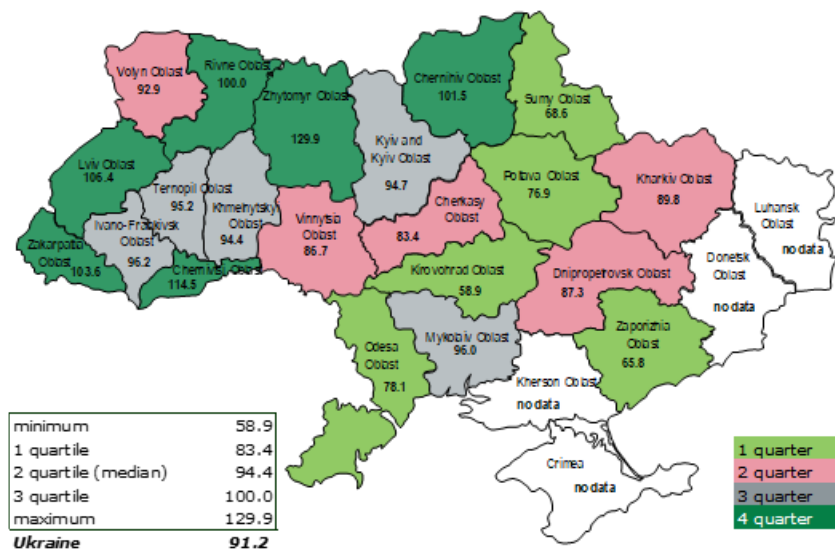 Volyn Oblast
92.9
Rivne Oblast
100.0
Zhytomyr Oblast
129.9
Chernihiv Oblast
101.5
Sumy Oblast
68.6
Kyiv and
Kyiv Oblast
94.7
Lviv Oblast
106.4
Ternopil Oblast
95.2
Khmelnytsky
Oblast
94.4
Ivano-Frankivsk
Oblast
96.2
Zakarpattia
Oblast
103.6
Chernivtsi Oblast
114.5
Vinnytsia
Oblast
86.7
Cherkasy
Oblast
83.4
Poltava Oblast
76.9
Kharkiv Oblast
89.8
Luhansk
Oblast
no data
Donetsk
Oblast
no data
Kirovohrad Oblast
58.9
Dnipropetrovsk Oblast
87.3
Zaporizhia
Oblast
65.8
Odesa
Oblast
78.1
Mykolaiv Oblast
96.0
Kherson Oblast
no data
Crimea
no data
minimum 58.9
1 quartile 83.4
2 quartile (median) 94.4
3 quartile 100.0
maximum 129.9
Ukraine 91.2
1 quarter
2 quarter
3 quarter
4 quarter